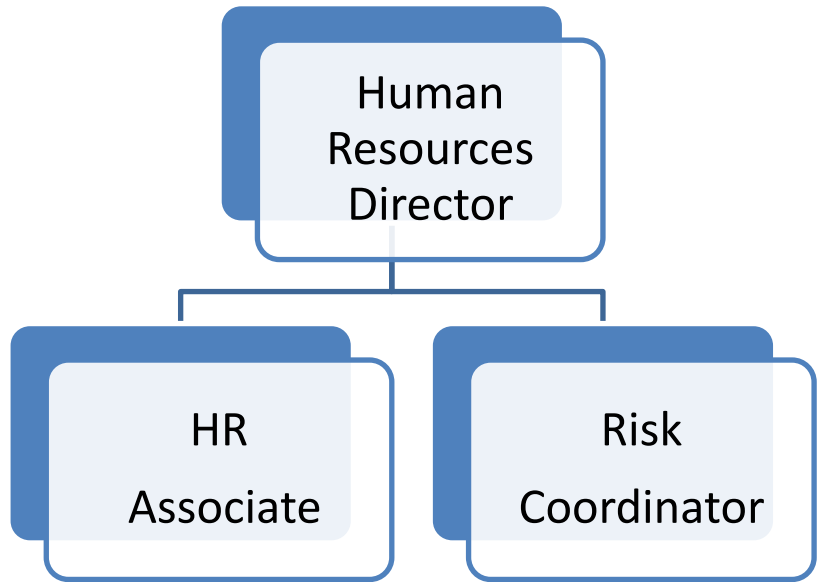 Human
Resources
Director
HR
Associate
Risk
Coordinator